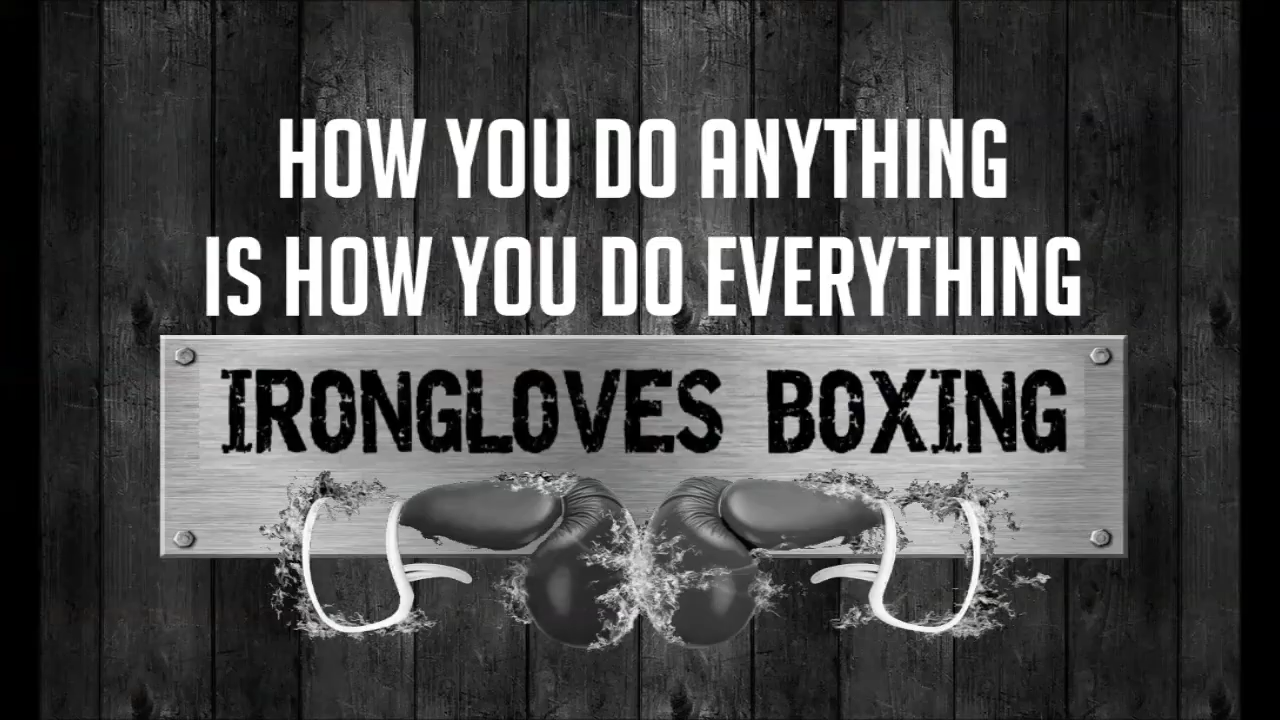 HOW YOU DO ANYTHING
IS HOW YOU DO EVERYTHING
IRONGLOVES BOXING